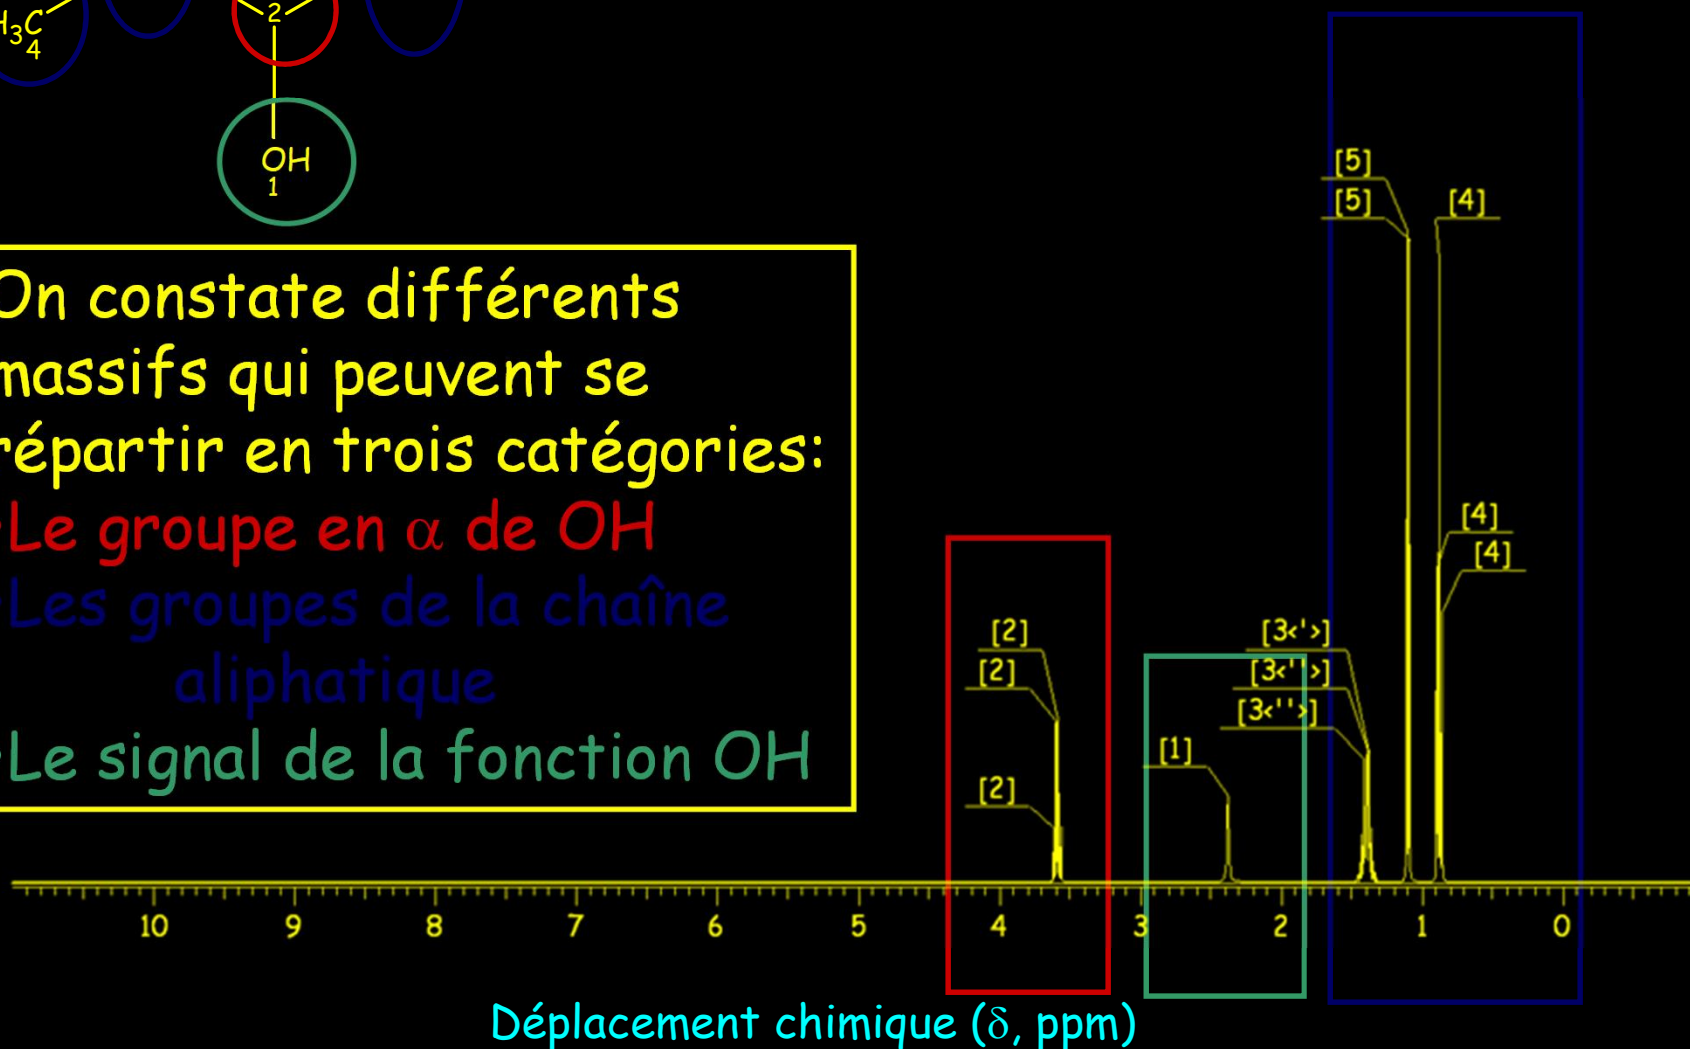 H3C
4
2
OH
1
On constate différents
massifs qui peuvent se
répartir en trois catégories:
•Le groupe en α de OH
•Les groupes de la chaîne
aliphatique
•Le signal de la fonction OH
[5]
[5]
[4]
[4]
[4]
[2]
[2]
[2]
[3<'>]
[3<''>]
[3<''>]
[1]
10 9 8 7 6 5 4 3 2 1 0
Déplacement chimique (δ, ppm)